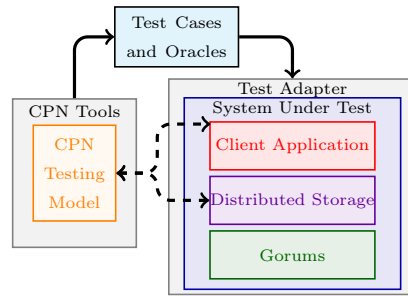 Test Cases
and Oracles
CPN Tools
CPN
Testing
Model
Test Adapter
System Under Test
Client Application
Distributed Storage
Gorums